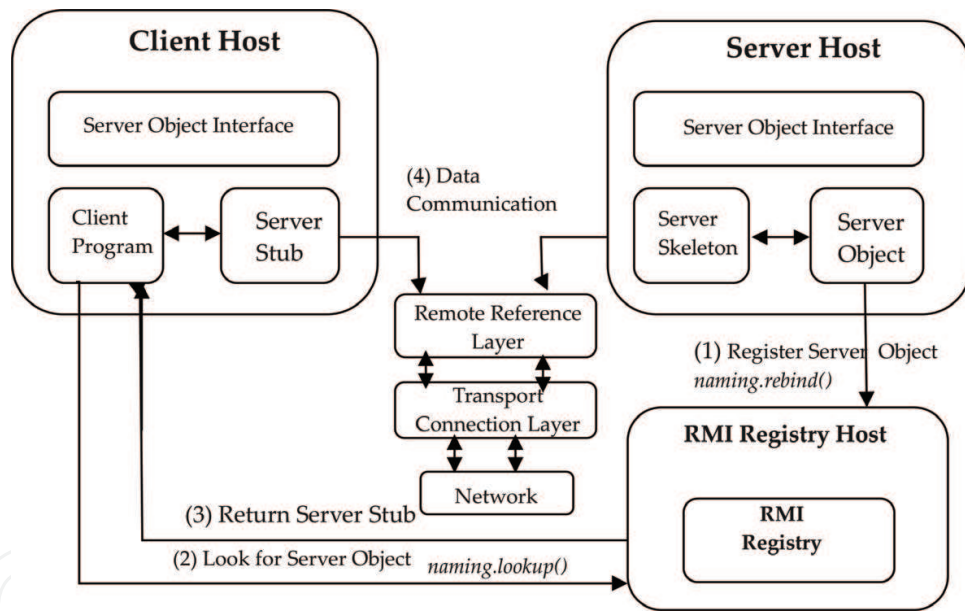 Client Host
Server Object Interface
Client
Program
Server
Stub
(4) Data
Communication
Server Host
Server Object Interface
Server
Skeleton
Server
Object
Remote Reference
Layer
Transport
Connection Layer
Network
(1) Register Server Object
naming.rebind()
RMI Registry Host
RMI
Registry
(3) Return Server Stub
(2) Look for Server Object naming.lookup()